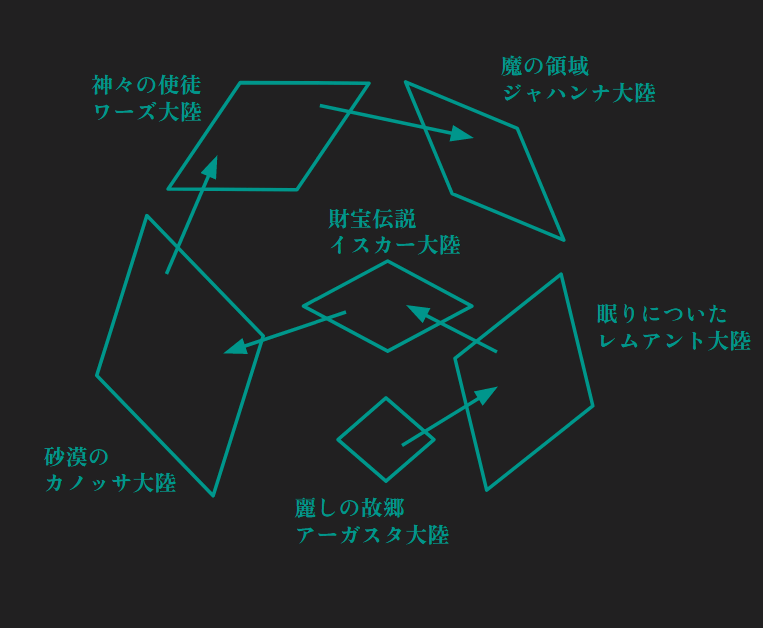 神々の使徒
ワーズ大陸
魔の領域
ジャハンナ大陸
財宝伝説
イスカー大陸
眠りについた
レムアント大陸
砂漠の
カノッサ大陸
麗しの故郷
アーガスタ大陸